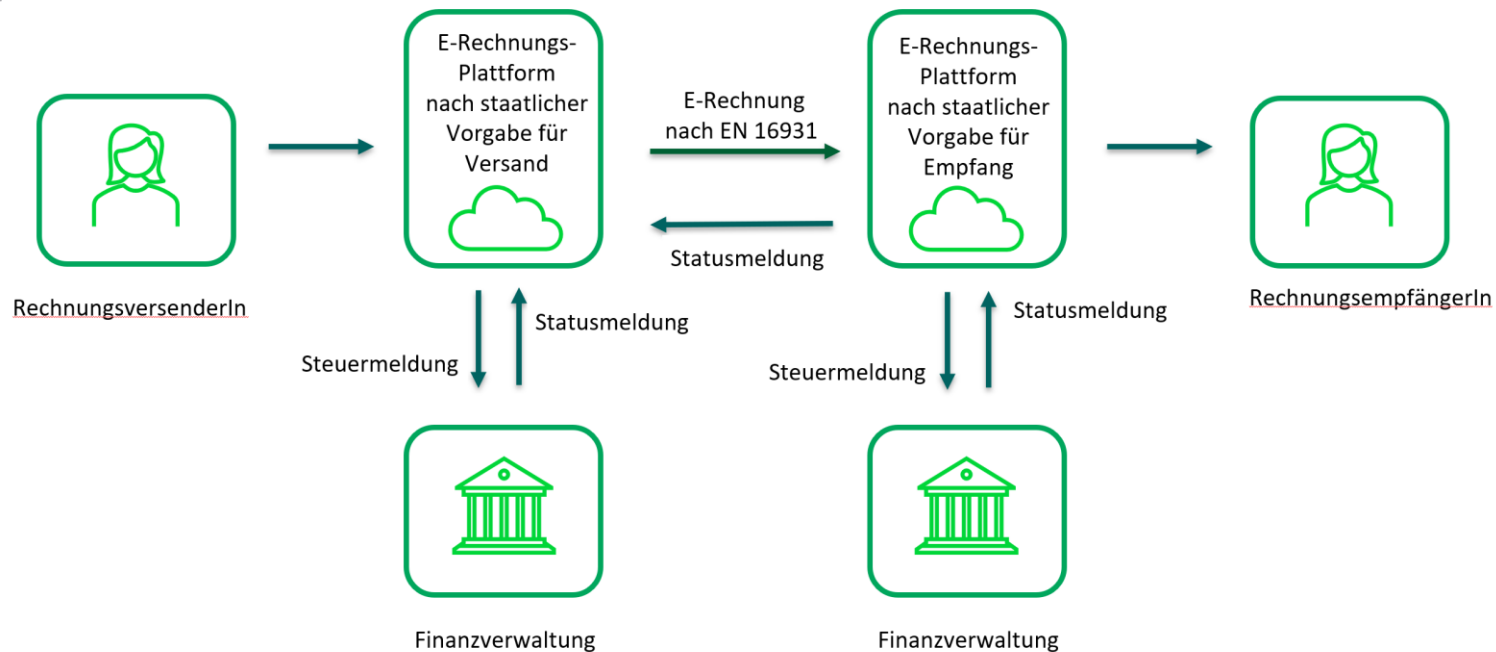 E-Rechnungs-
Plattform
nach staatlicher
Vorgabe für
Versand
E-Rechnung
nach EN 16931
E-Rechnungs-
Plattform
nach staatlicher
Vorgabe für
Empfang
Statusmeldung
RechnungsversenderIn
RechnungsempfängerIn
Statusmeldung
Steuermeldung
Statusmeldung
Steuermeldung
Finanzverwaltung
Finanzverwaltung